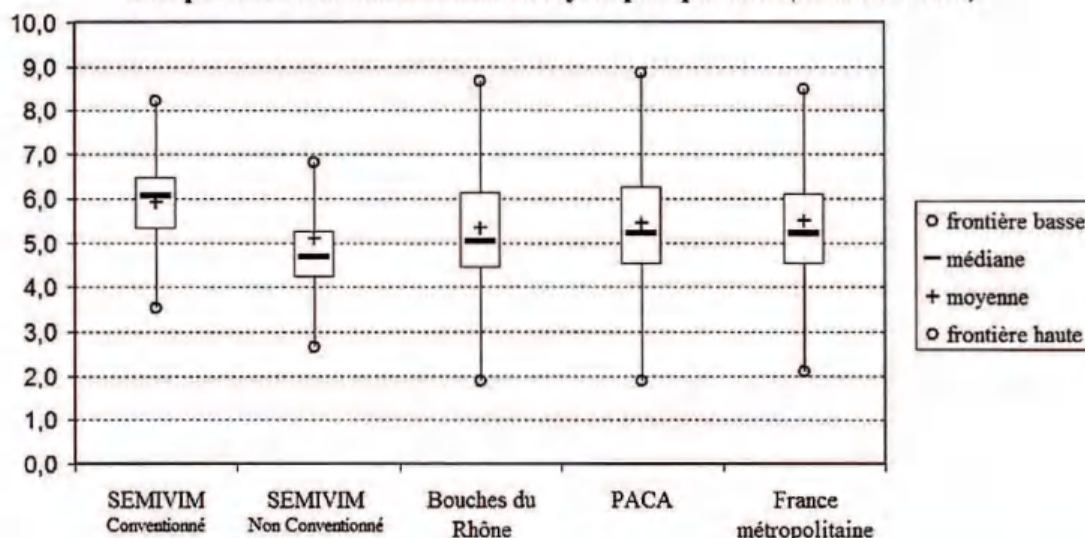 10,0
9,0
8,0
7,0
6,0
5,0
4,0
3,0
2,0
1,0
0,0
SEMIVIM
Conventionné
SEMIVIM
Non Conventionné
Bouches du
Rhône
PACA
France
métropolitaine
frontière basse
médiane
moyenne
frontière haute